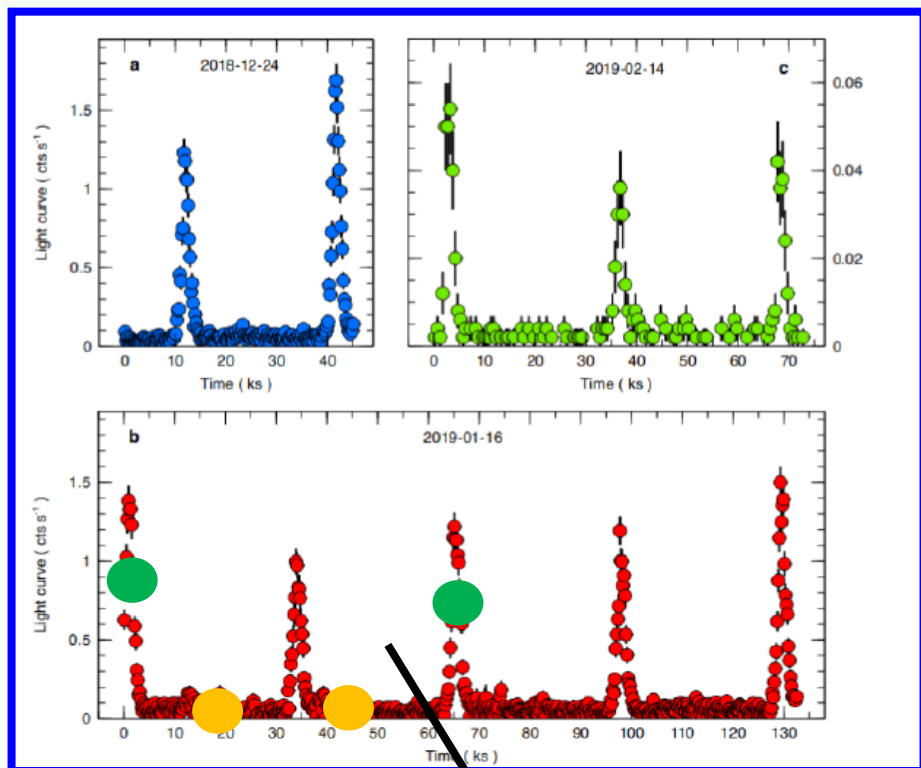 a
2018-12-24
Light curve ( cts s⁻¹ )
1.5
1
0.5
0
0 10 20 30 40
Time ( ks )
2019-02-14
c
0.06
0.04
0.02
0
0 10 20 30 40 50 60 70
Time ( ks )
b
2019-01-16
Light curve ( cts s⁻¹ )
1.5
1
0.5
0
0 10 20 30 40 50 60 70 80 90 100 110 120 130
Time ( ks )